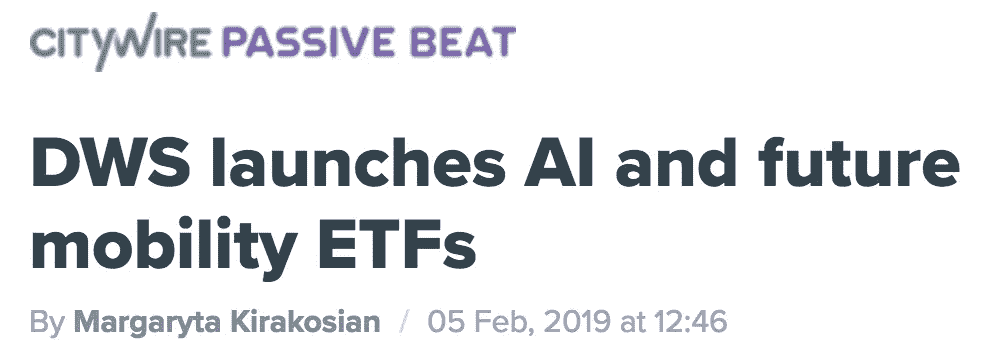 CITYWIRE PASSIVE BEAT
DWS launches AI and future
mobility ETFs
By Margaryta Kirakosian / 05 Feb, 2019 at 12:46